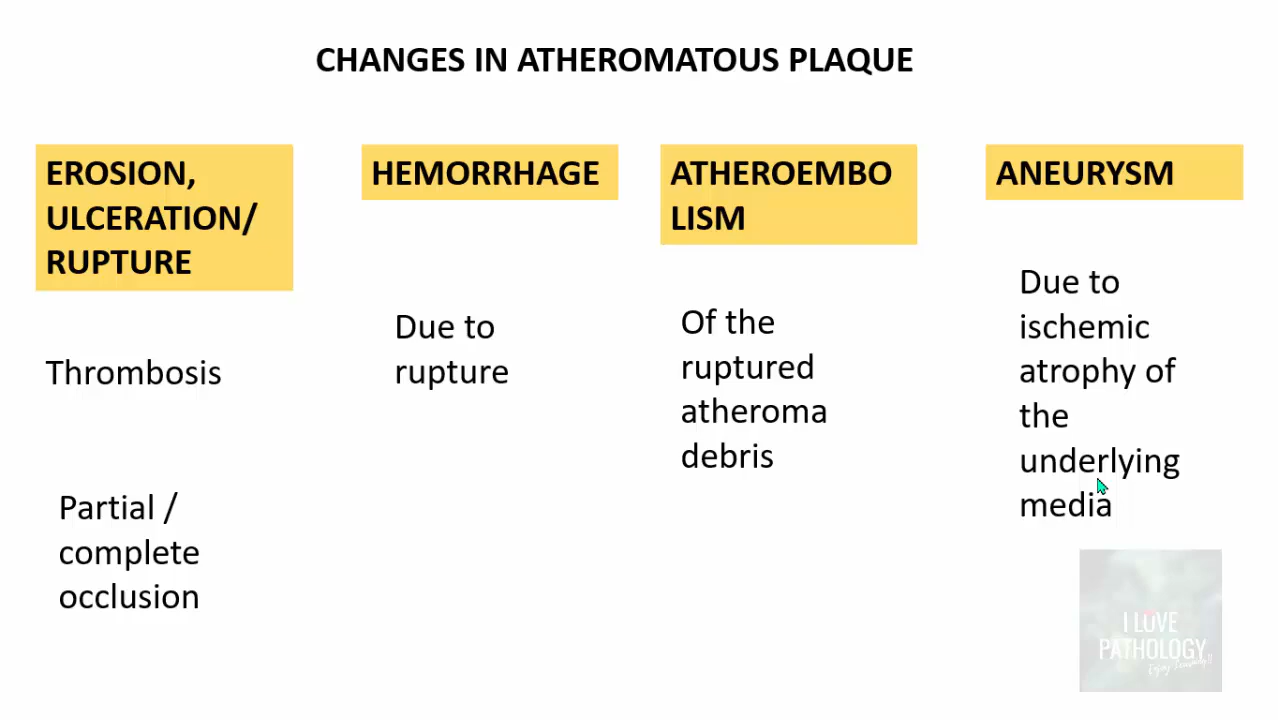 CHANGES IN ATHEROMATOUS PLAQUE
EROSION,
ULCERATION/
RUPTURE
Thrombosis
Partial /
complete
occlusion
HEMORRHAGE
Due to
rupture
ATHEROEMBO
LISM
Of the
ruptured
atheroma
debris
ANEURYSM
Due to
ischemic
atrophy of
the
underlying
media
I LOVE
PATHOLOGY